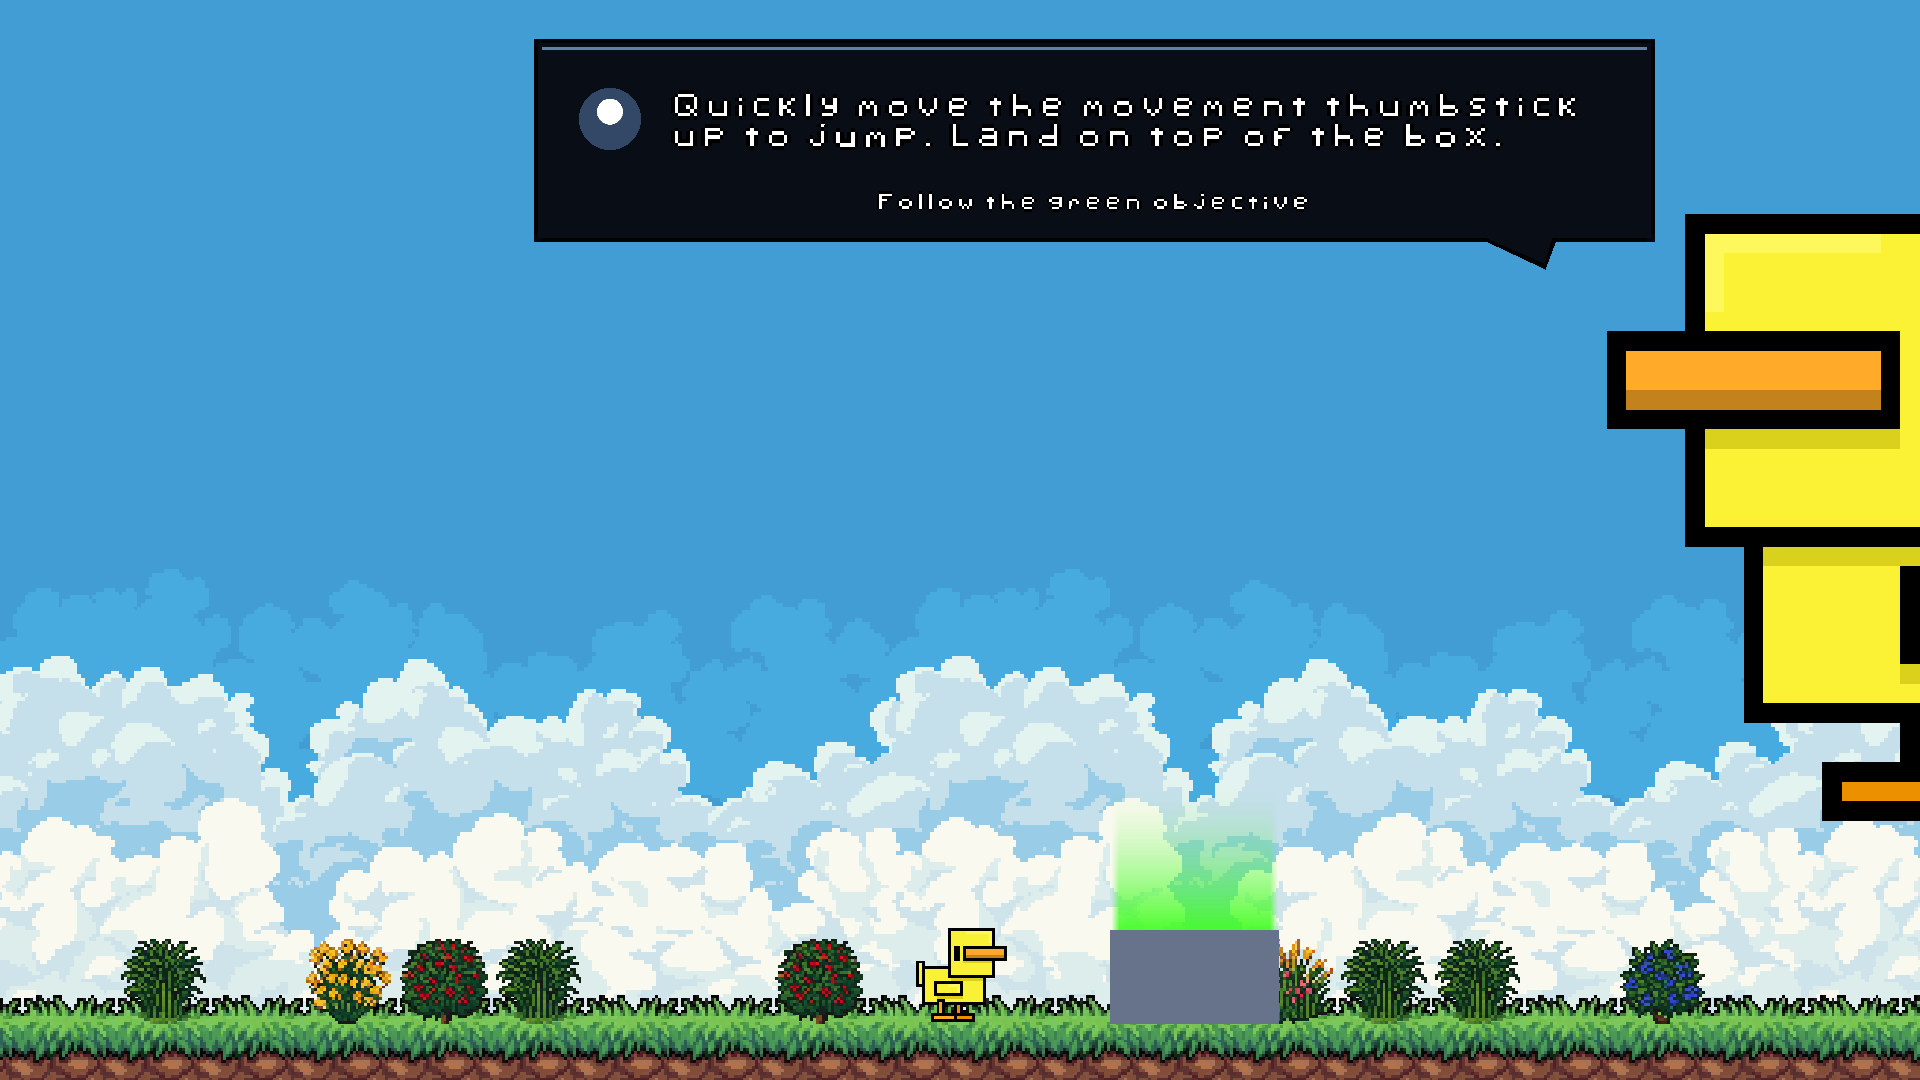 Quickly move the movement thumbstick
up to jump. Land on top of the box.
Follow the green objective